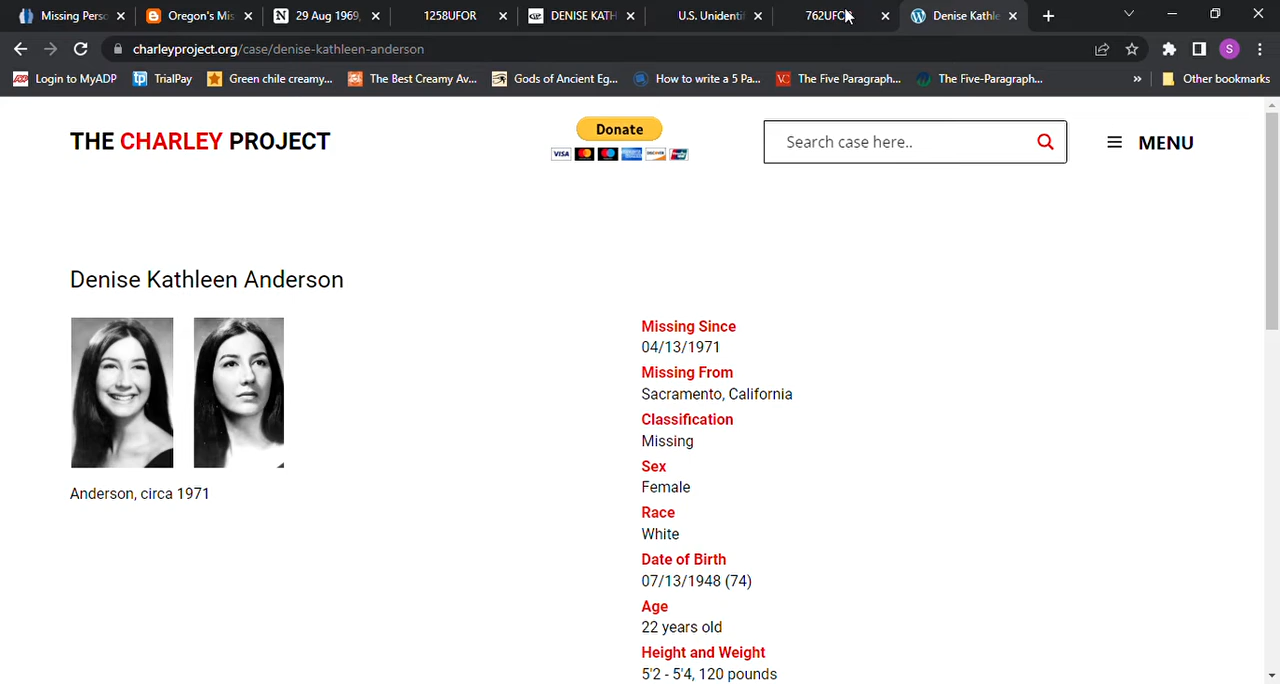 Missing Perso
Oregon's Mis
29 Aug 1969,
1258UFOR
DENISE KATH
U.S. Unidenti
762UFO
Denise Kathle
charleyproject.org/case/denise-kathleen-anderson
S
ADP Login to MyADP
tp TrialPay
Green chile creamy...
The Best Creamy Av...
Gods of Ancient Eg...
How to write a 5 Pa...
VC The Five Paragraph...
The Five-Paragraph...
»
Other bookmarks
THE CHARLEY PROJECT
Donate
VISA
Search case here..
MENU
Denise Kathleen Anderson
Anderson, circa 1971
Missing Since
04/13/1971
Missing From
Sacramento, California
Classification
Missing
Sex
Female
Race
White
Date of Birth
07/13/1948 (74)
Age
22 years old
Height and Weight
5'2 - 5'4, 120 pounds